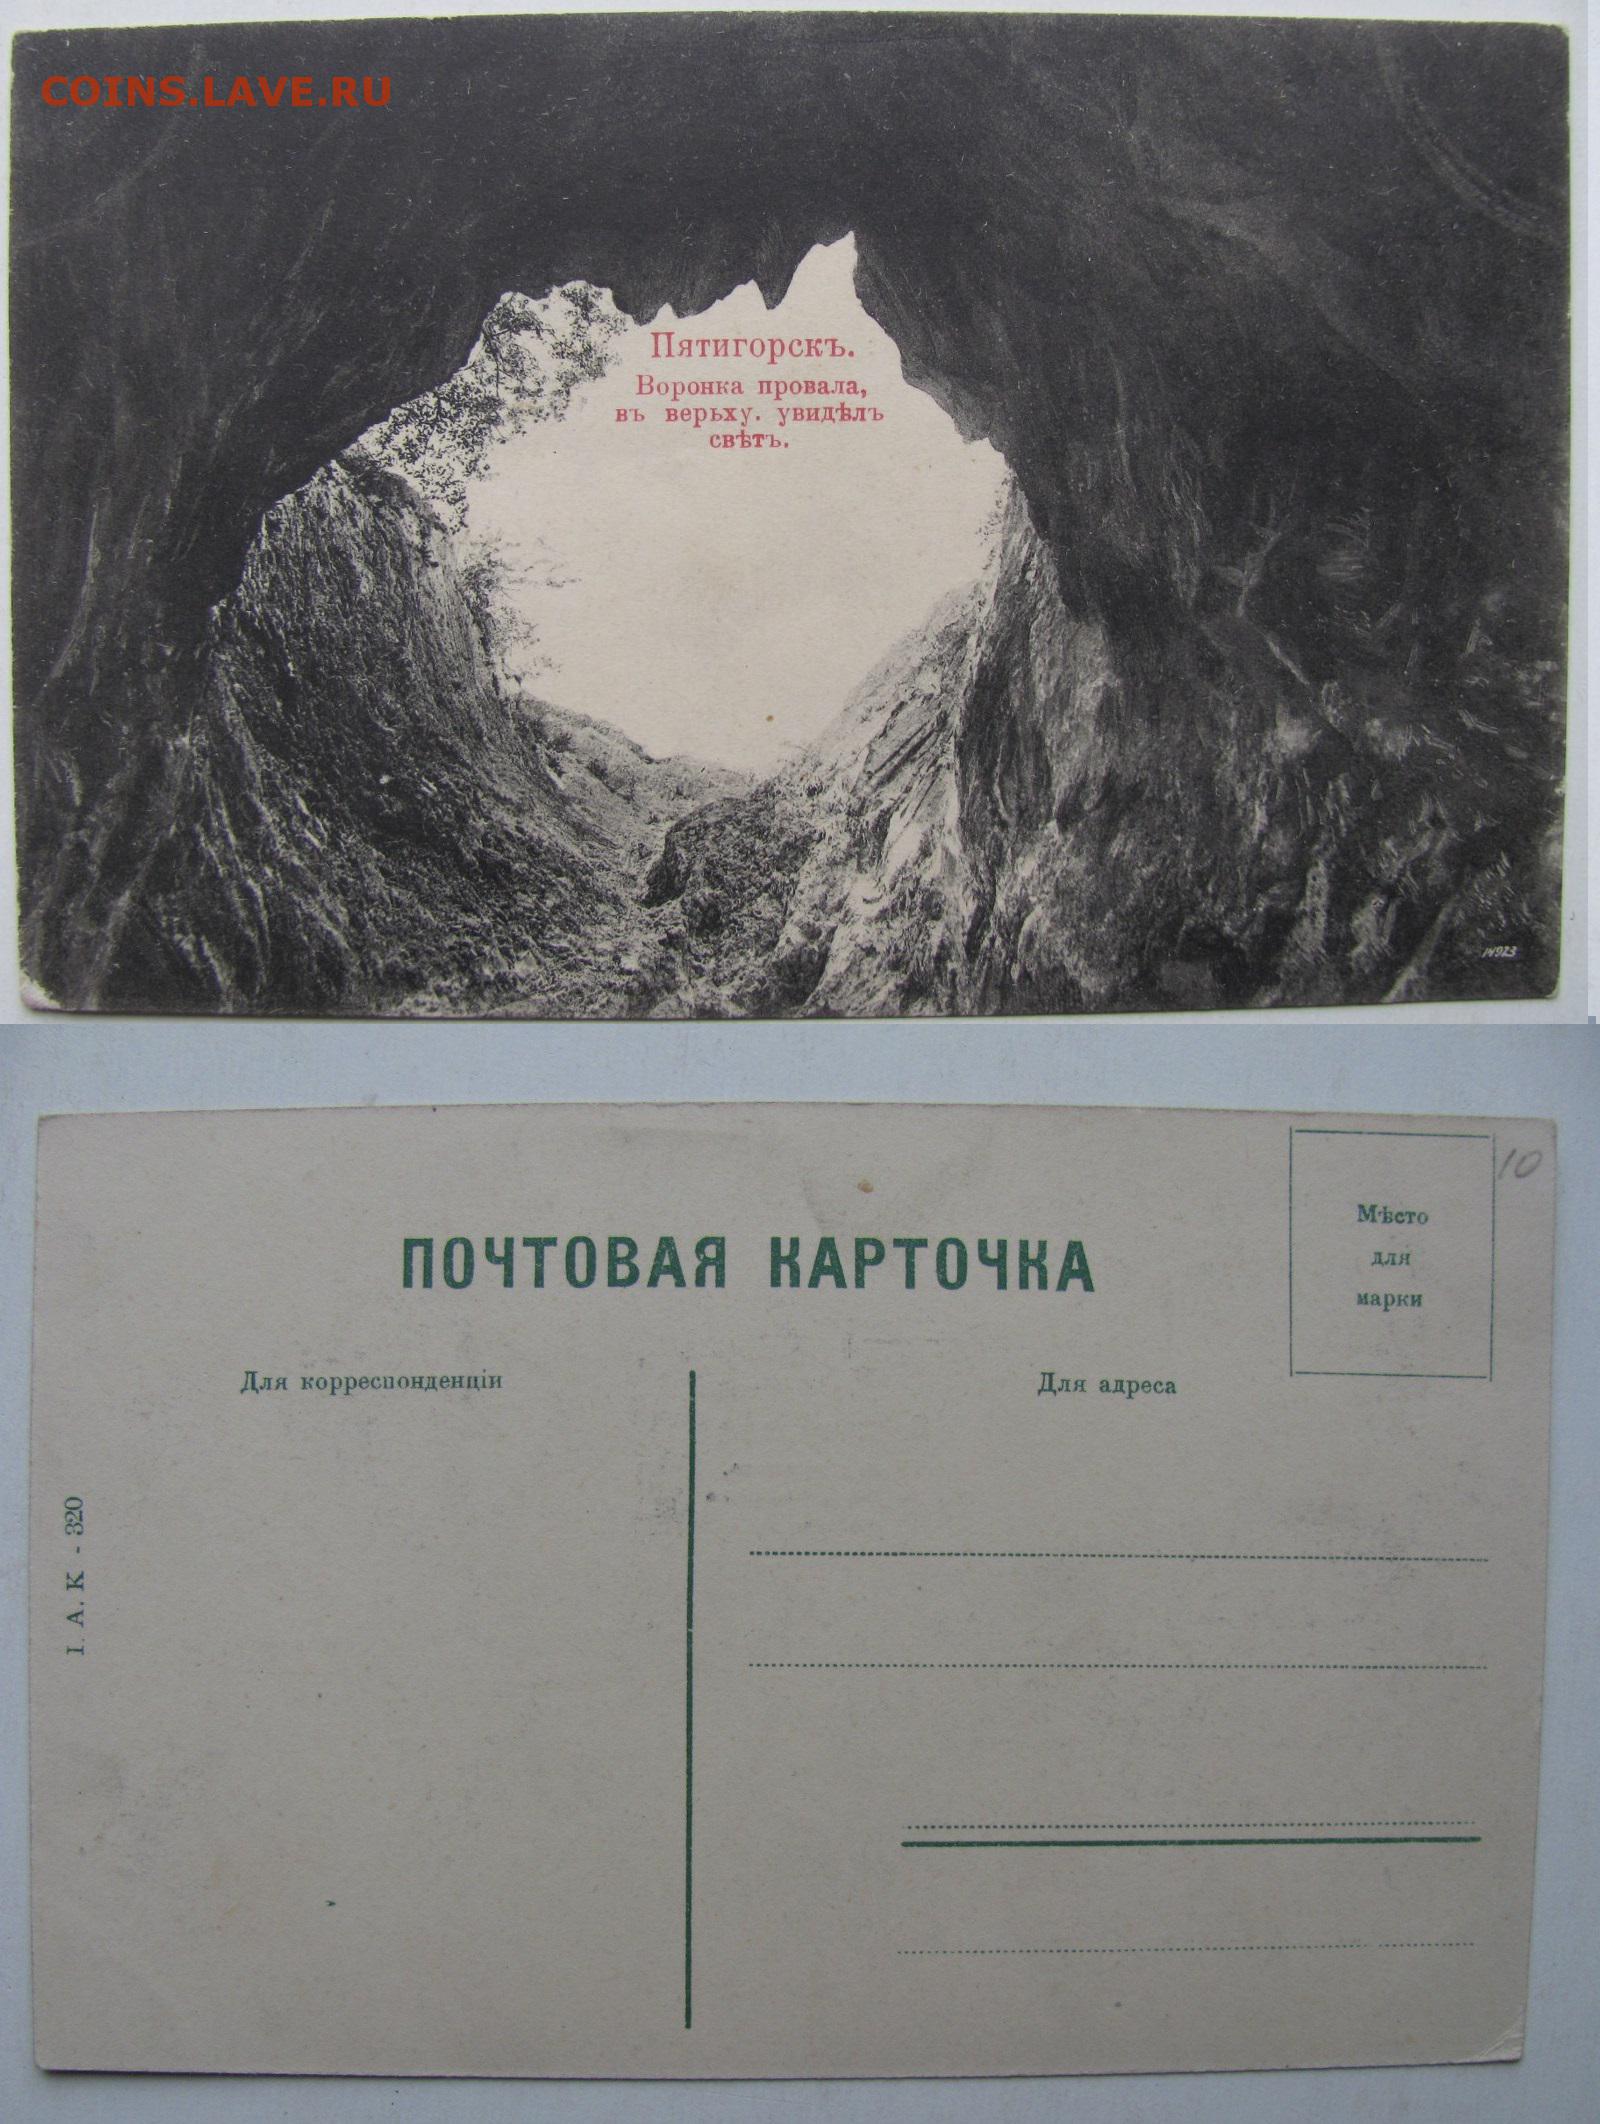 COINS.LAVE.RU
Пятигорскъ.
Воронка провала,
въ верьху. увидѣлъ
свѣтъ.
14923
10
Мѣсто
для
марки
ПОЧТОВАЯ КАРТОЧКА
Для корреспонденціи
Для адреса
I. А. К - 320